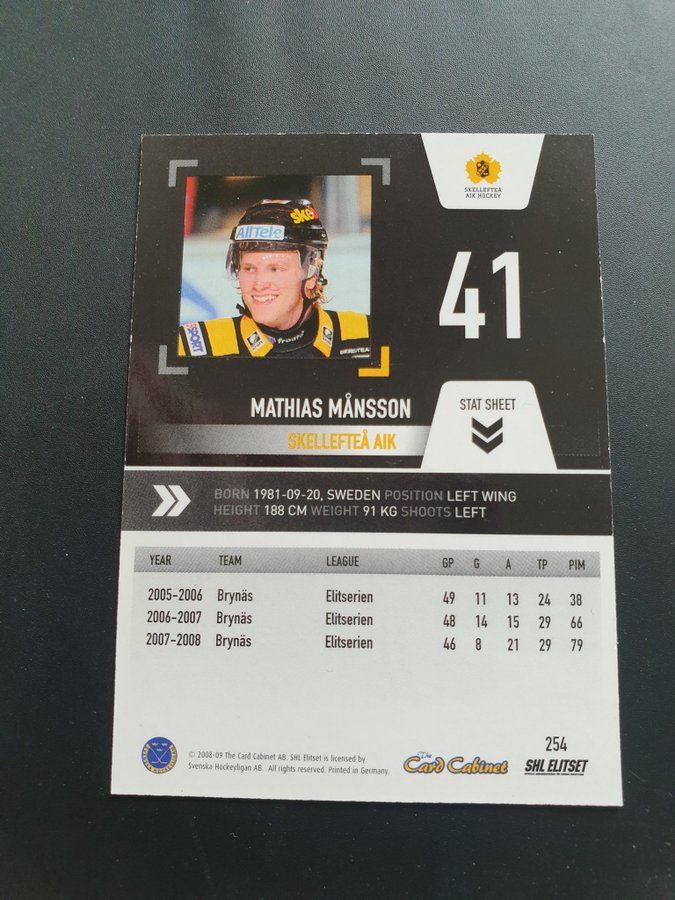 SKELLEFTEÅ
AIK HOCKEY
AllTele
ske
SPORT
41
MATHIAS MÅNSSON
SKELLEFTEÅ AIK
STAT SHEET
BORN 1981-09-20, SWEDEN POSITION LEFT WING
HEIGHT 188 CM WEIGHT 91 KG SHOOTS LEFT
YEAR TEAM LEAGUE GP G A TP PIM
2005-2006 Brynäs Elitserien 49 11 13 24 38
2006-2007 Brynäs Elitserien 48 14 15 29 66
2007-2008 Brynäs Elitserien 46 8 21 29 79
© 2008-09 The Card Cabinet AB. SHL Elitset is licensed by
Svenska Hockeyligan AB. All rights reserved. Printed in Germany.
The
Card Cabinet
254
SHL ELITSET